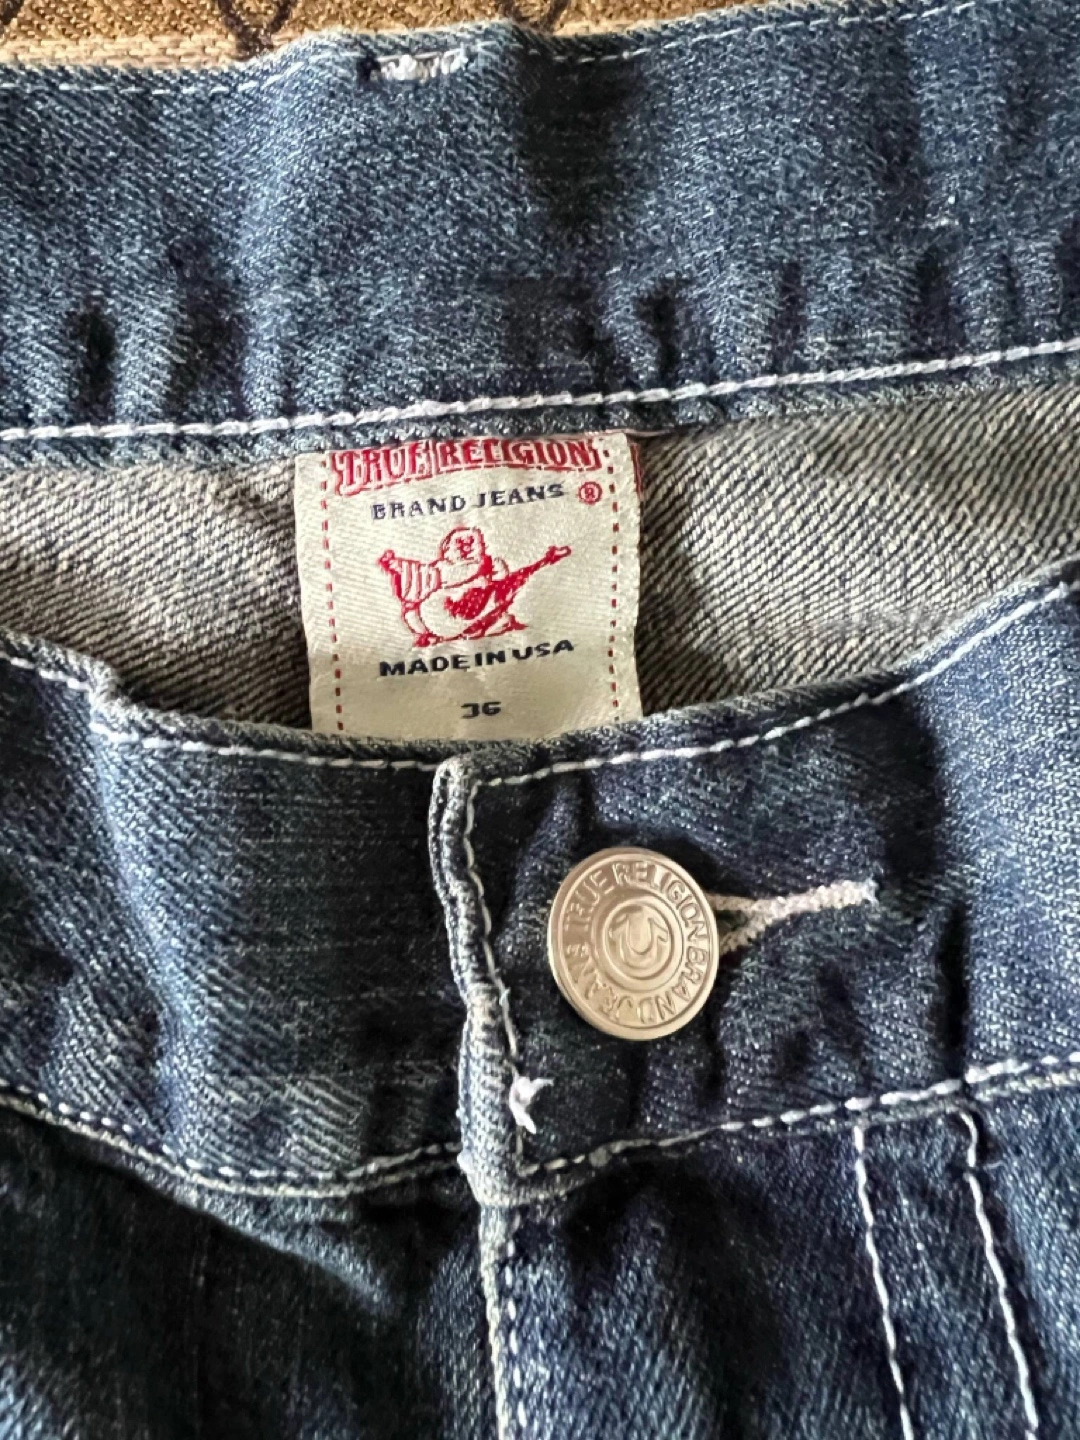 TRUE RELIGION
BRAND JEANS ®
MADE IN USA
36
TRUE RELIGION BRAND JEANS